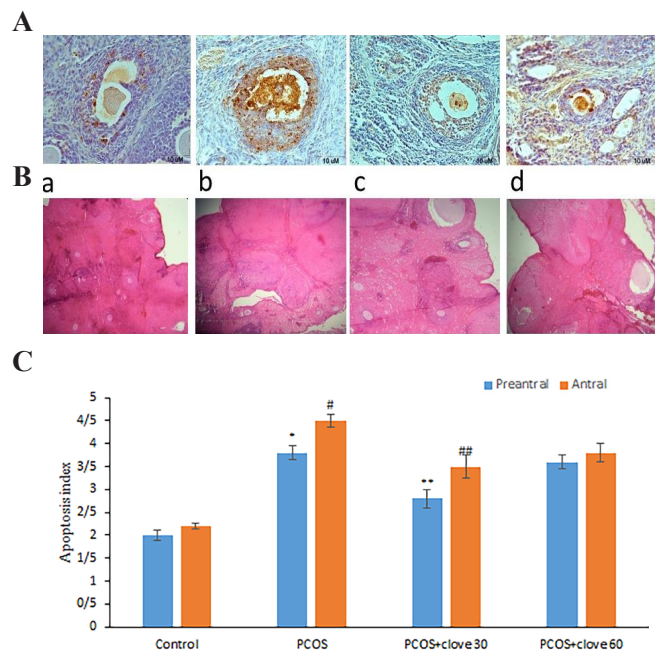 A
10 uM 10 uM 10 uM 10 uM
B a b c d
C
Preantral Antral
5
4/5
4
3/5
3
2/5
2
1/5
1
0/5
0
Apoptosis index
* # ** ##
Control PCOS PCOS+clove30 PCOS+clove60